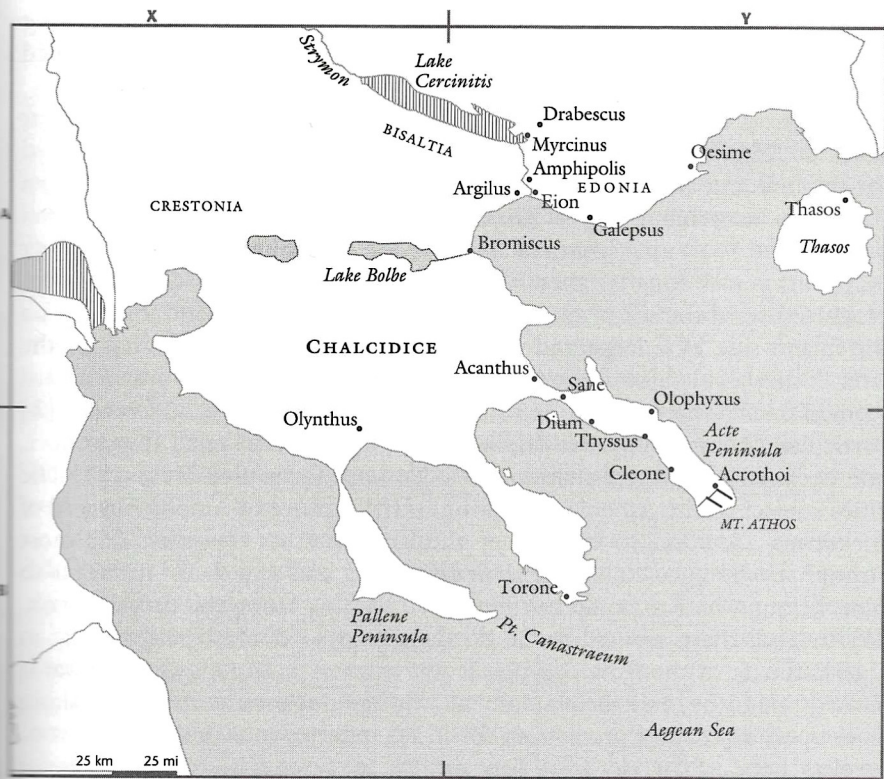 X
Y
Strymon
Lake
Cercinitis
Drabescus
BISALTIA
Myrcinus
Oesime
Amphipolis
Argilus
EDONIA
Eion
CRESTONIA
A
Thasos
Galepsus
Bromiscus
Thasos
Lake Bolbe
CHALCIDICE
Acanthus
Sane
Olynthus
Olophyxus
Dium
Acte
Peninsula
Thyssus
Cleone
Acrothoi
MT. ATHOS
B
Torone
Pallene
Peninsula
Pt. Canastraeum
Aegean Sea
25 km 25 mi